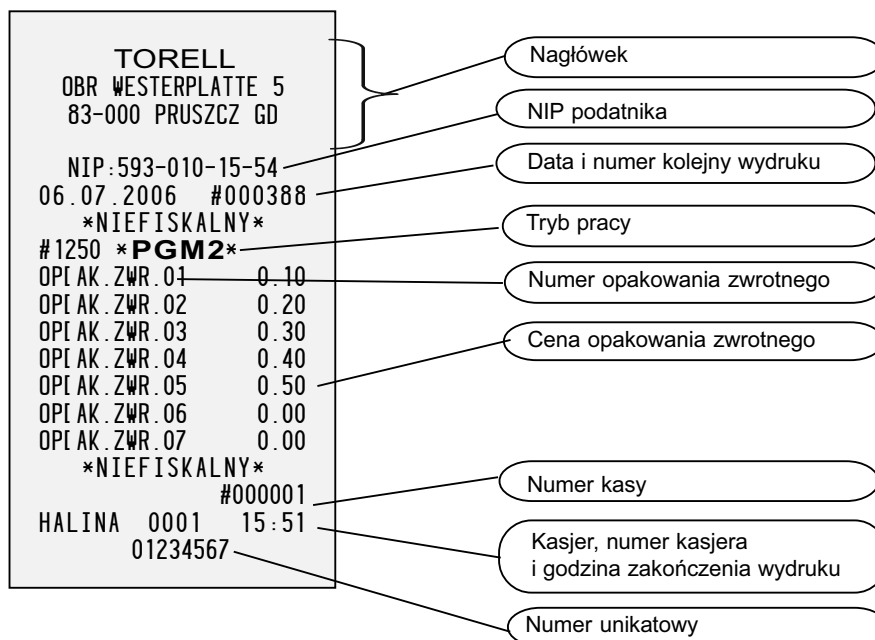 TORELL
OBR WESTERPLATTE 5
83-000 PRUSZCZ GD
NIP:593-010-15-54
06.07.2006 #000388
*NIEFISKALNY*
#1250 *PGM2*
OP[AK.ZWR.01 0.10
OP[AK.ZWR.02 0.20
OP[AK.ZWR.03 0.30
OP[AK.ZWR.04 0.40
OP[AK.ZWR.05 0.50
OP[AK.ZWR.06 0.00
OP[AK.ZWR.07 0.00
*NIEFISKALNY*
#000001
HALINA 0001 15:51
01234567
Nagłówek
NIP podatnika
Data i numer kolejny wydruku
Tryb pracy
Numer opakowania zwrotnego
Cena opakowania zwrotnego
Numer kasy
Kasjer, numer kasjera
i godzina zakończenia wydruku
Numer unikatowy